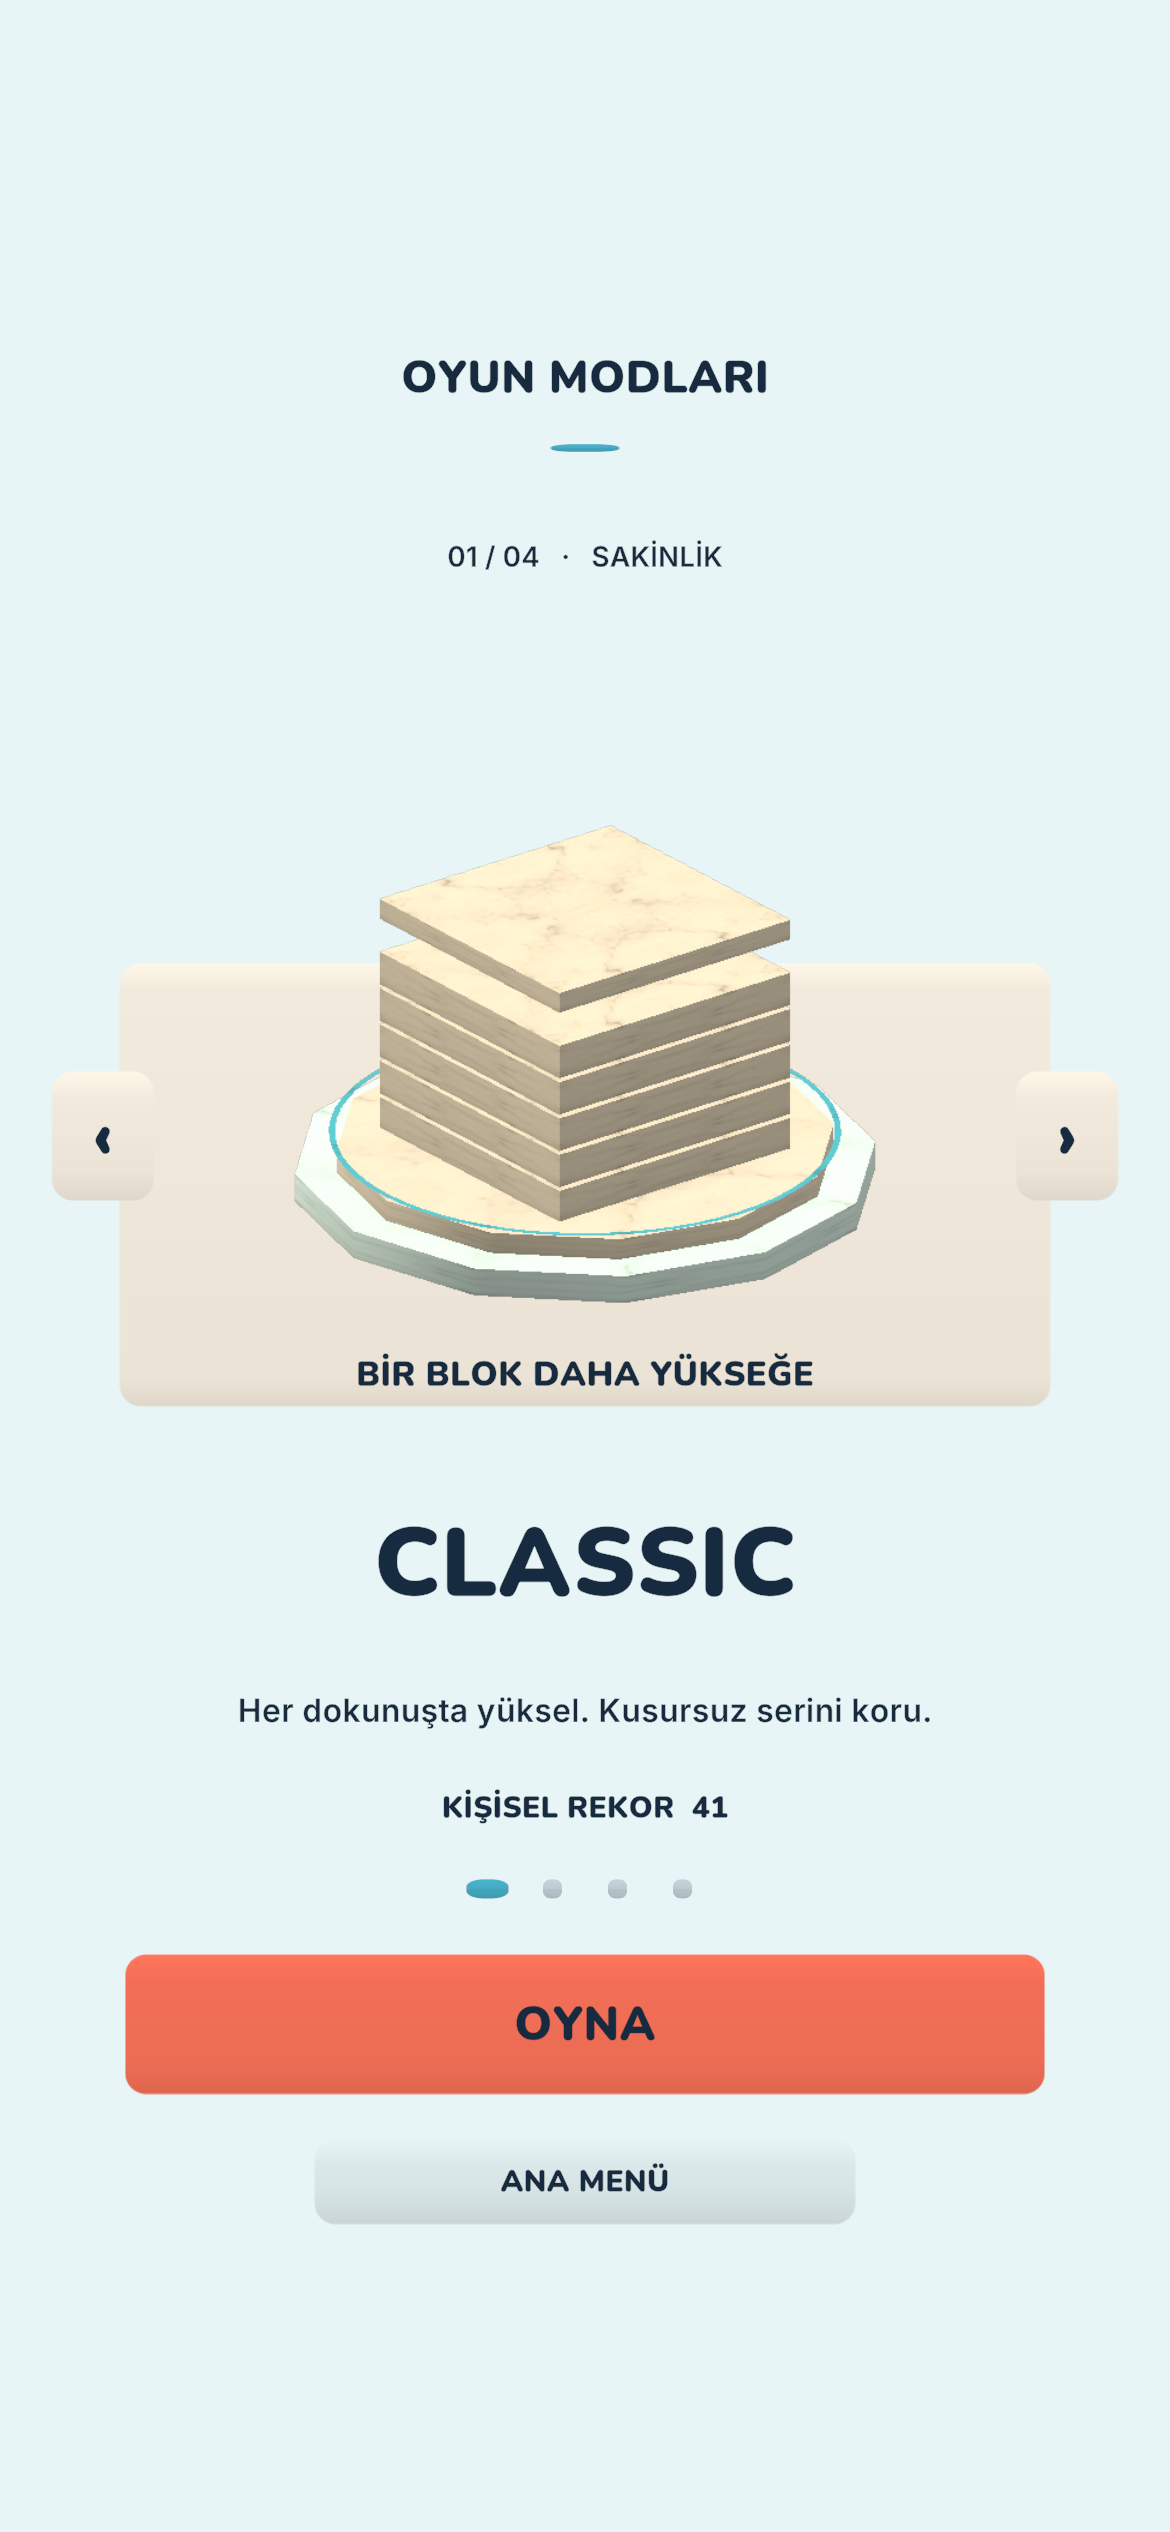 OYUN MODLARI
01 / 04 · SAKİNLİK
‹
›
BİR BLOK DAHA YÜKSEĞE
CLASSIC
Her dokunuşta yüksel. Kusursuz serini koru.
KİŞİSEL REKOR 41
OYNA
ANA MENÜ